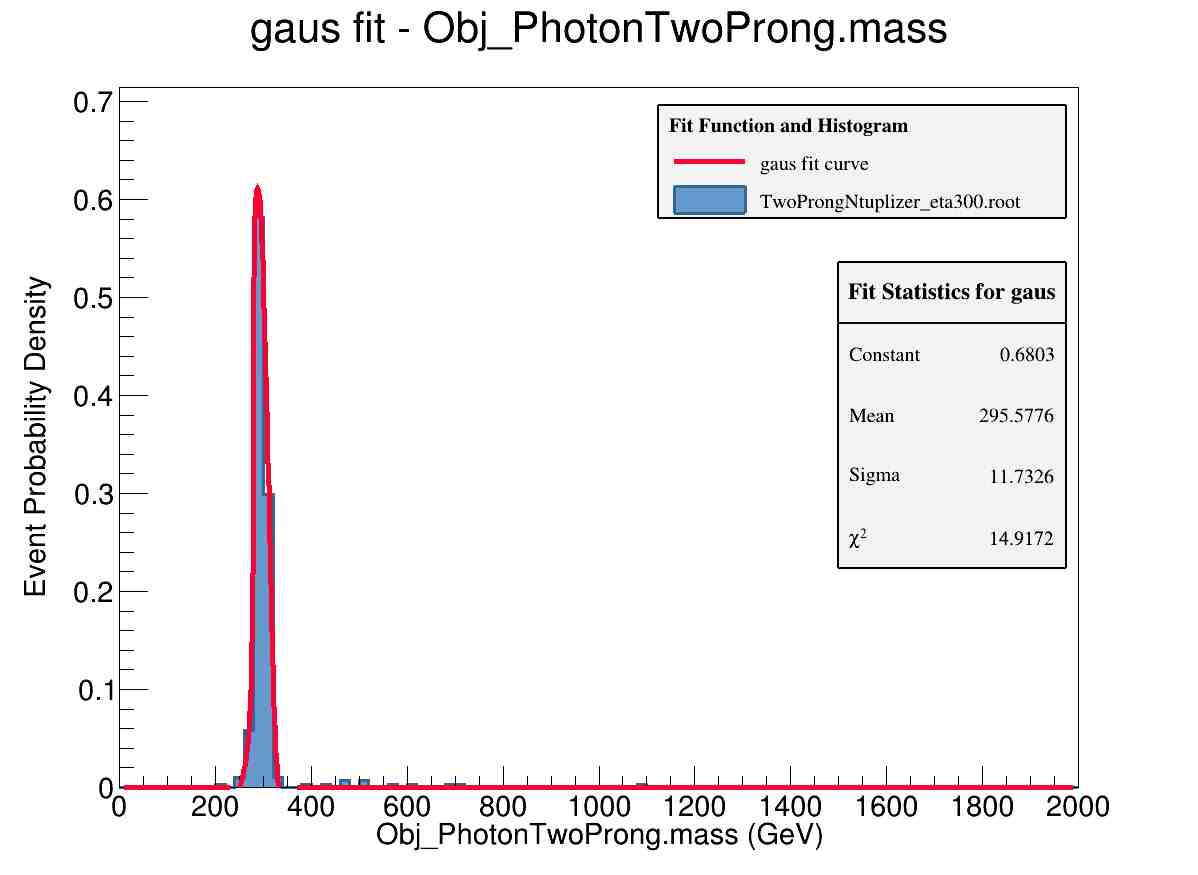 gaus fit - Obj_PhotonTwoProng.mass
Fit Function and Histogram
gaus fit curve
TwoProngNtuplizer_eta300.root
Fit Statistics for gaus
Constant 0.6803
Mean 295.5776
Sigma 11.7326
χ² 14.9172
Event Probability Density
0.7
0.6
0.5
0.4
0.3
0.2
0.1
0
0 200 400 600 800 1000 1200 1400 1600 1800 2000
Obj_PhotonTwoProng.mass (GeV)